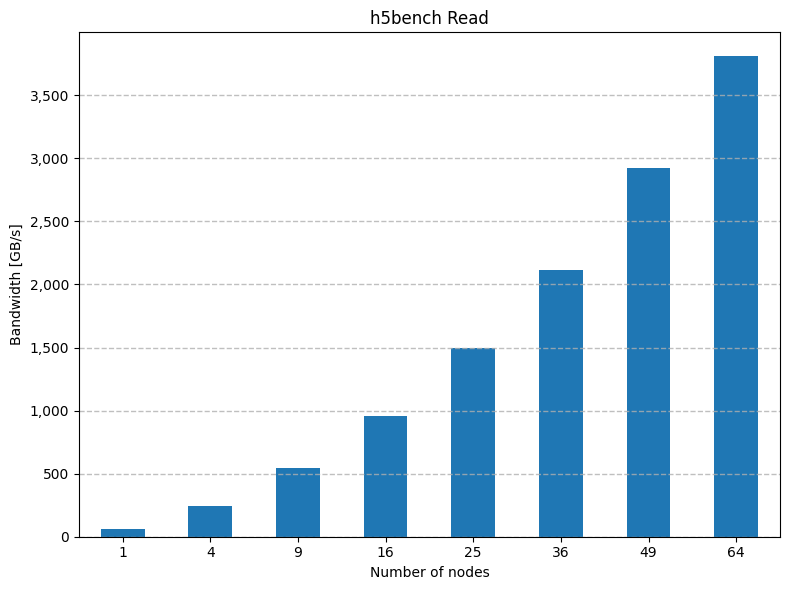 h5bench Read
Bandwidth [GB/s]
3,500
3,000
2,500
2,000
1,500
1,000
500
0
1 4 9 16 25 36 49 64
Number of nodes